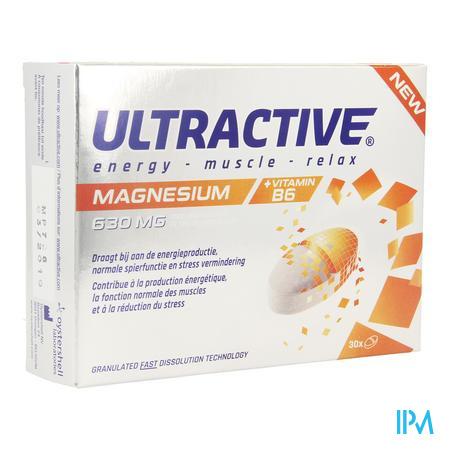 NEW
ULTRACTIVE®
energy - muscle - relax
MAGNESIUM
+ VITAMIN
B6
630 MG
Draagt bij aan de energieproductie,
normale spierfunctie en stress vermindering
Contribue à la production énergétique,
la fonction normale des muscles
et à la réduction du stress
30x
GRANULATED FAST DISSOLUTION TECHNOLOGY
oystershell
laboratories
IPM